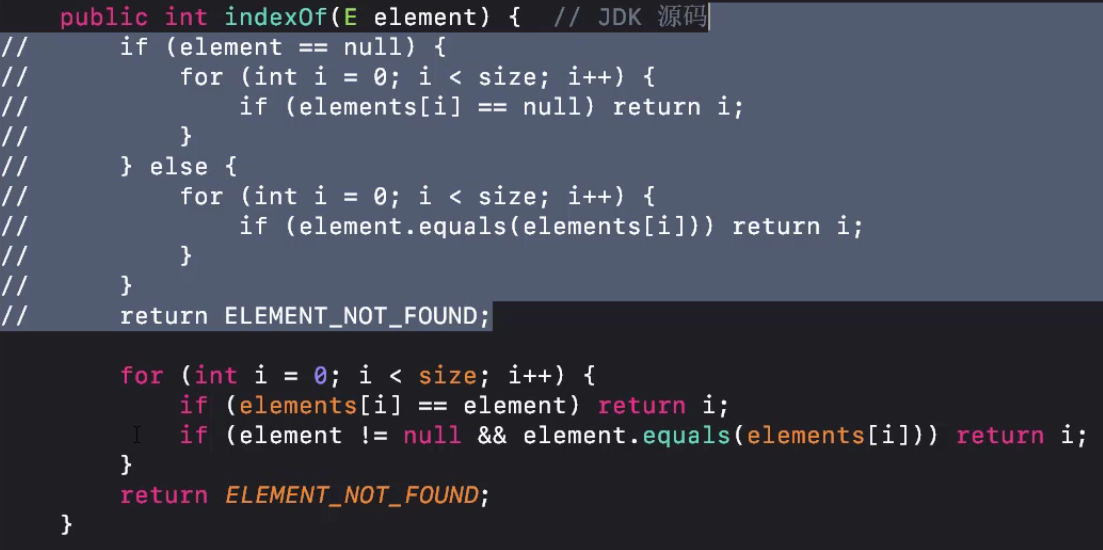 public int indexOf(E element) {  // JDK 源码
//      if (element == null) {
//          for (int i = 0; i < size; i++) {
//              if (elements[i] == null) return i;
//          }
//      } else {
//          for (int i = 0; i < size; i++) {
//              if (element.equals(elements[i])) return i;
//          }
//      }
//      return ELEMENT_NOT_FOUND;
        for (int i = 0; i < size; i++) {
            if (elements[i] == element) return i;
            if (element != null && element.equals(elements[i])) return i;
        }
        return ELEMENT_NOT_FOUND;
    }